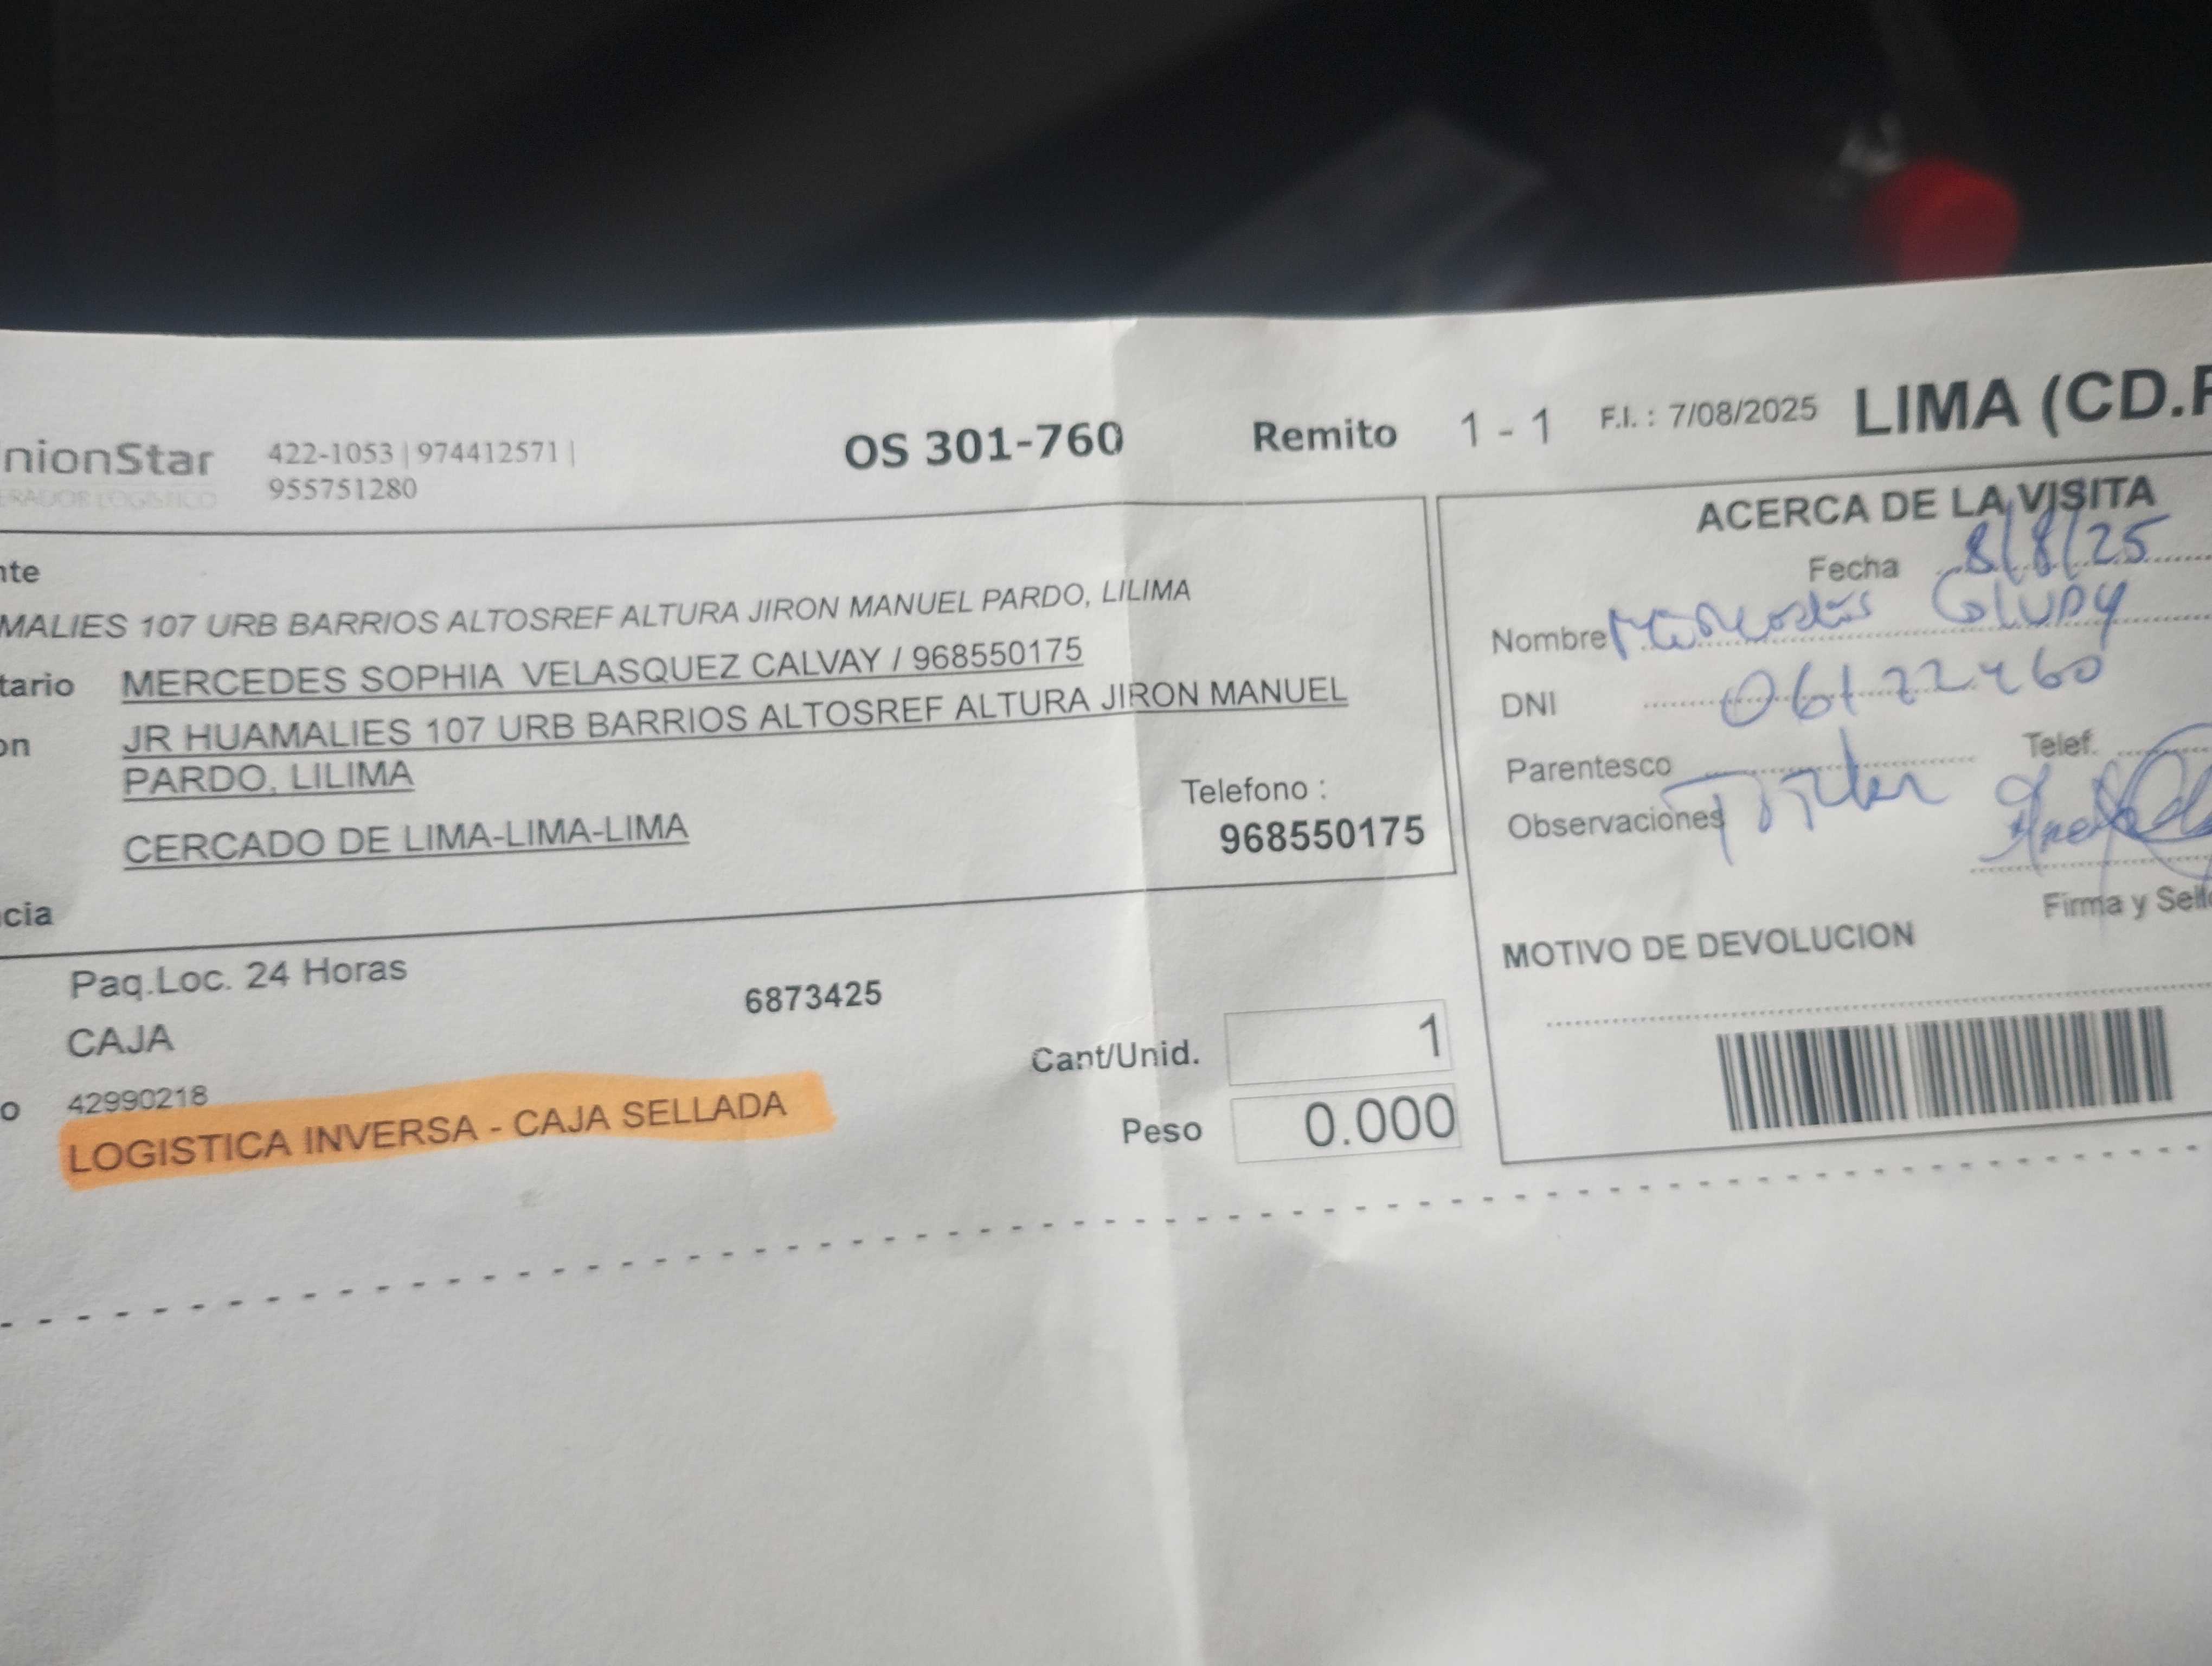 nionStar
422-1053 | 974412571 |
955751280
OS 301-760
Remito 1 - 1
F.I. : 7/08/2025
LIMA (CD.P
nte
MALIES 107 URB BARRIOS ALTOSREF ALTURA JIRON MANUEL PARDO, LILIMA
tario MERCEDES SOPHIA VELASQUEZ CALVAY / 968550175
on JR HUAMALIES 107 URB BARRIOS ALTOSREF ALTURA JIRON MANUEL
PARDO, LILIMA
Telefono :
CERCADO DE LIMA-LIMA-LIMA
968550175
cia
Paq.Loc. 24 Horas
6873425
CAJA
Cant/Unid. 1
o 42990218
LOGISTICA INVERSA - CAJA SELLADA
Peso 0.000
ACERCA DE LA VISITA
Fecha 8/8/25
Nombre
DNI
Parentesco
Telef.
Observaciones
Firma y Sell
MOTIVO DE DEVOLUCION